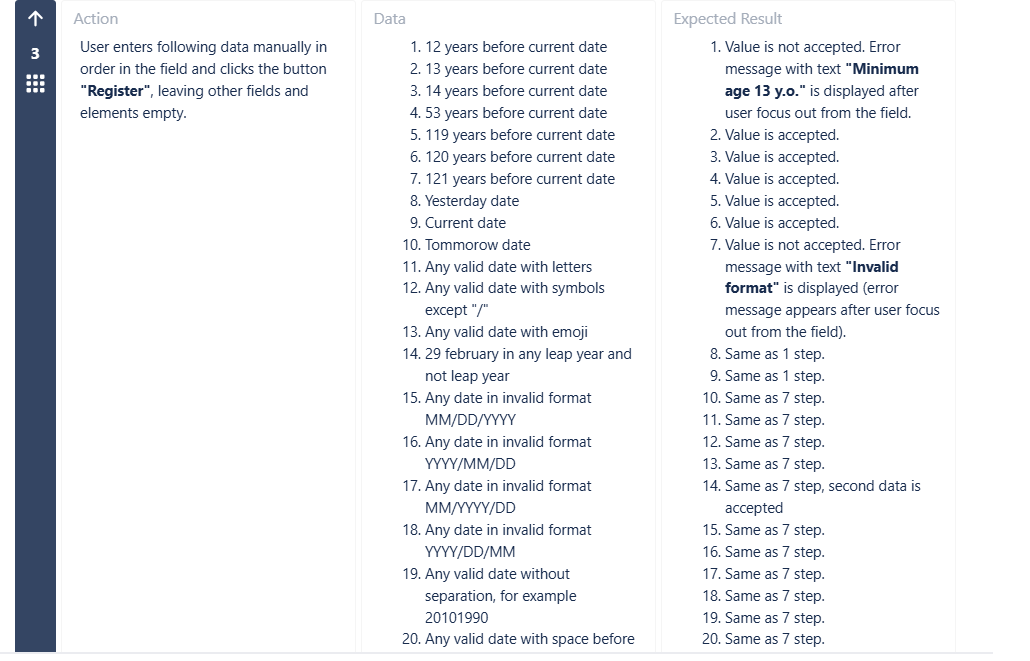 3
Action
User enters following data manually in
order in the field and clicks the button
"Register", leaving other fields and
elements empty.
Data
1. 12 years before current date
2. 13 years before current date
3. 14 years before current date
4. 53 years before current date
5. 119 years before current date
6. 120 years before current date
7. 121 years before current date
8. Yesterday date
9. Current date
10. Tommorow date
11. Any valid date with letters
12. Any valid date with symbols
except "/"
13. Any valid date with emoji
14. 29 february in any leap year and
not leap year
15. Any date in invalid format
MM/DD/YYYY
16. Any date in invalid format
YYYY/MM/DD
17. Any date in invalid format
MM/YYYY/DD
18. Any date in invalid format
YYYY/DD/MM
19. Any valid date without
separation, for example
20101990
20. Any valid date with space before
Expected Result
1. Value is not accepted. Error
message with text "Minimum
age 13 y.o." is displayed after
user focus out from the field.
2. Value is accepted.
3. Value is accepted.
4. Value is accepted.
5. Value is accepted.
6. Value is accepted.
7. Value is not accepted. Error
message with text "Invalid
format" is displayed (error
message appears after user focus
out from the field).
8. Same as 1 step.
9. Same as 1 step.
10. Same as 7 step.
11. Same as 7 step.
12. Same as 7 step.
13. Same as 7 step.
14. Same as 7 step, second data is
accepted
15. Same as 7 step.
16. Same as 7 step.
17. Same as 7 step.
18. Same as 7 step.
19. Same as 7 step.
20. Same as 7 step.